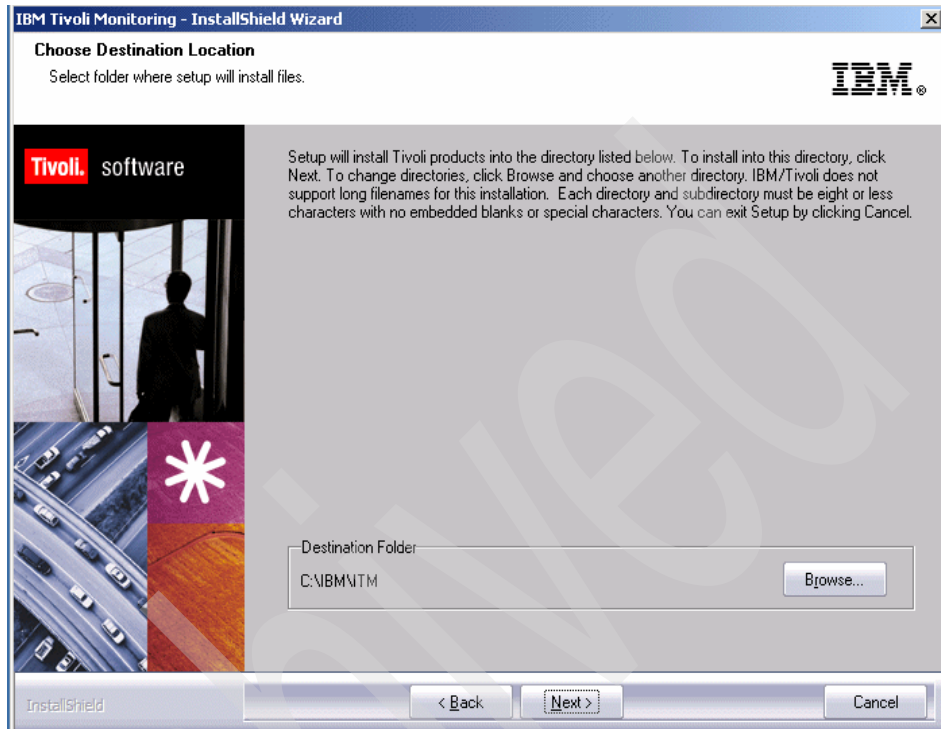 IBM Tivoli Monitoring - InstallShield Wizard
Choose Destination Location
Select folder where setup will install files.
IBM®
Tivoli. software
Setup will install Tivoli products into the directory listed below. To install into this directory, click
Next. To change directories, click Browse and choose another directory. IBM/Tivoli does not
support long filenames for this installation. Each directory and subdirectory must be eight or less
characters with no embedded blanks or special characters. You can exit Setup by clicking Cancel.
Destination Folder
C:\IBM\ITM
Browse...
InstallShield
< Back
Next >
Cancel